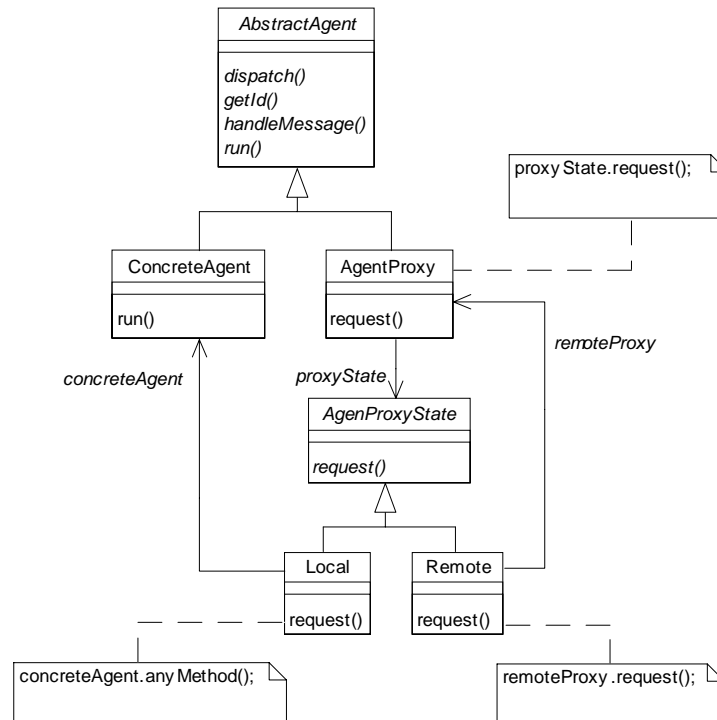 AbstractAgent
dispatch()
getId()
handleMessage()
run()
proxyState.request();
ConcreteAgent
run()
AgentProxy
request()
concreteAgent
proxyState
remoteProxy
AgenProxyState
request()
Local
request()
Remote
request()
concreteAgent.anyMethod();
remoteProxy.request();